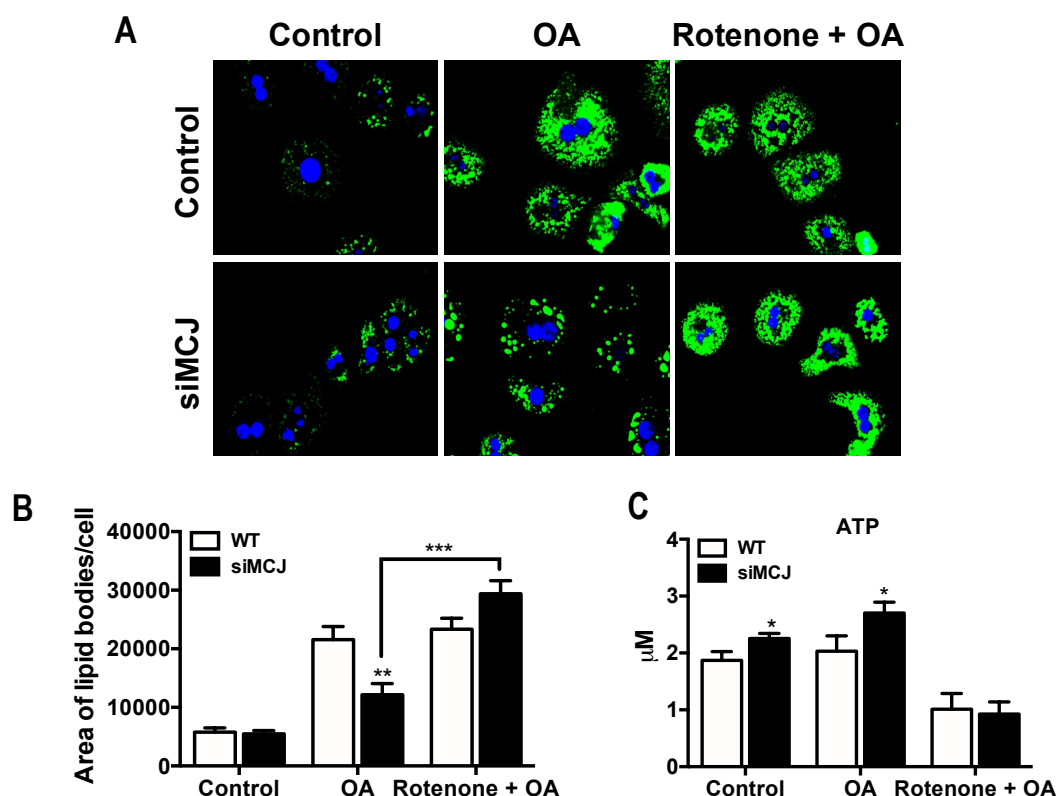 A
Control OA Rotenone + OA
Control
siMCJ
B
Area of lipid bodies/cell
40000
30000
20000
10000
0
WT
siMCJ
***
**
Control OA Rotenone + OA
C
ATP
μM
4
3
2
1
0
WT
siMCJ
*
*
Control OA Rotenone + OA